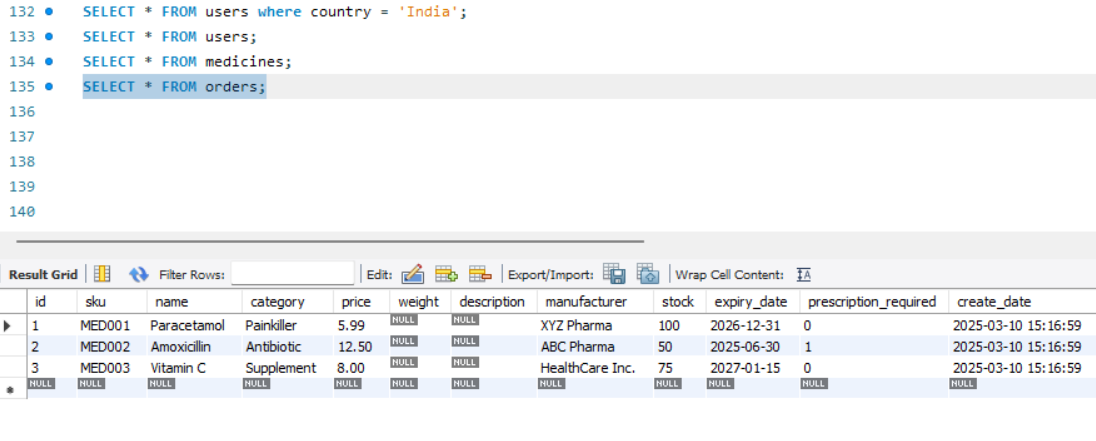 132 SELECT * FROM users where country = 'India';
133 SELECT * FROM users;
134 SELECT * FROM medicines;
135 SELECT * FROM orders;
136
137
138
139
140
Result Grid Filter Rows: Edit: Export/Import: Wrap Cell Content:
id sku name category price weight description manufacturer stock expiry_date prescription_required create_date
1 MED001 Paracetamol Painkiller 5.99 NULL NULL XYZ Pharma 100 2026-12-31 0 2025-03-10 15:16:59
2 MED002 Amoxicillin Antibiotic 12.50 NULL NULL ABC Pharma 50 2025-06-30 1 2025-03-10 15:16:59
3 MED003 Vitamin C Supplement 8.00 NULL NULL HealthCare Inc. 75 2027-01-15 0 2025-03-10 15:16:59
NULL NULL NULL NULL NULL NULL NULL NULL NULL NULL NULL NULL